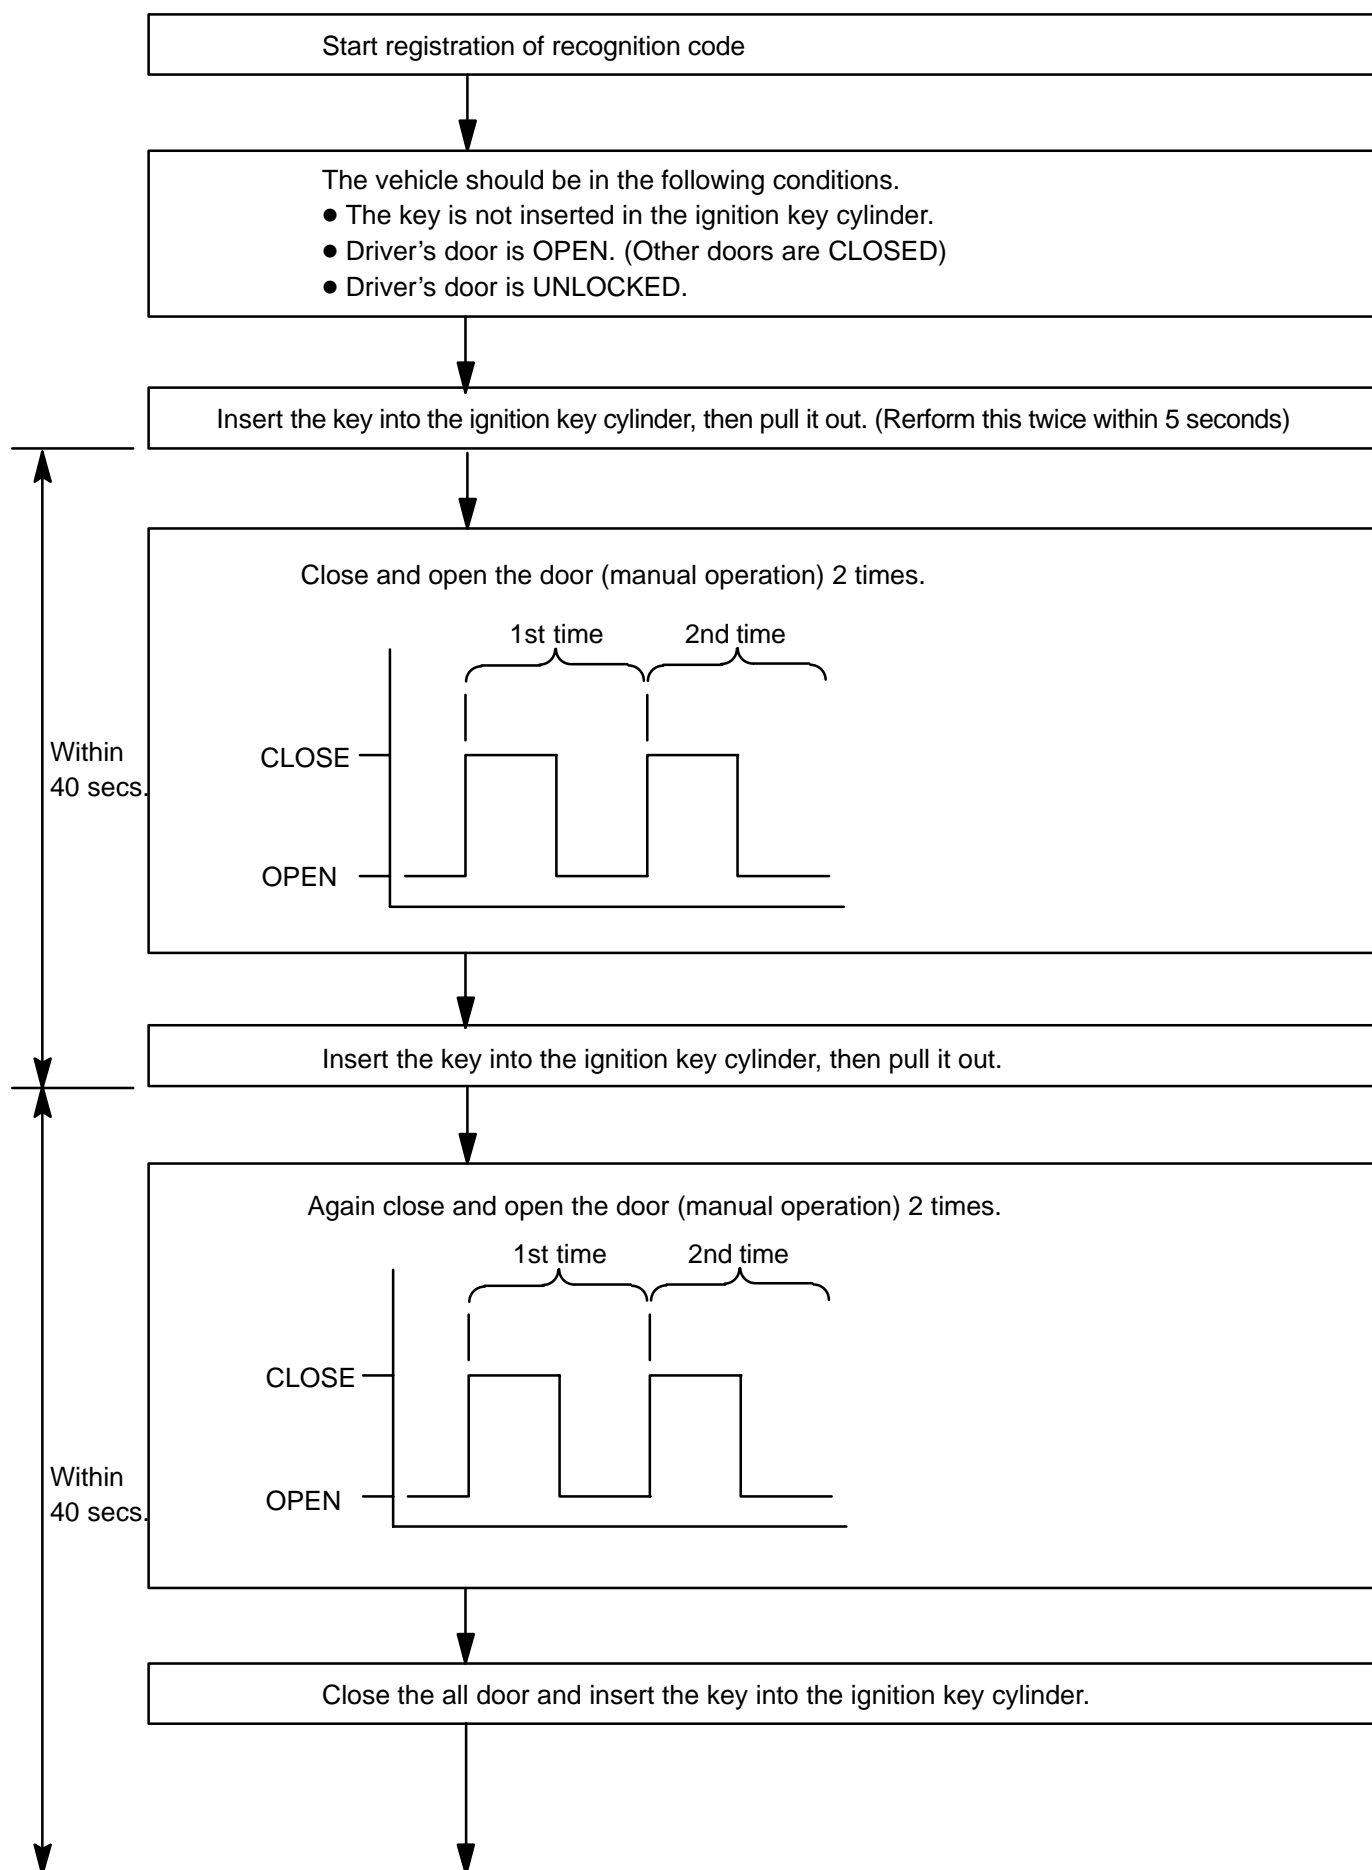 Start registration of recognition code
The vehicle should be in the following conditions.
● The key is not inserted in the ignition key cylinder.
● Driver’s door is OPEN. (Other doors are CLOSED)
● Driver’s door is UNLOCKED.
Insert the key into the ignition key cylinder, then pull it out. (Rerform this twice within 5 seconds)
Close and open the door (manual operation) 2 times.
1st time
2nd time
Within
40 secs.
CLOSE
OPEN
Insert the key into the ignition key cylinder, then pull it out.
Again close and open the door (manual operation) 2 times.
1st time
2nd time
CLOSE
Within
40 secs.
OPEN
Close the all door and insert the key into the ignition key cylinder.